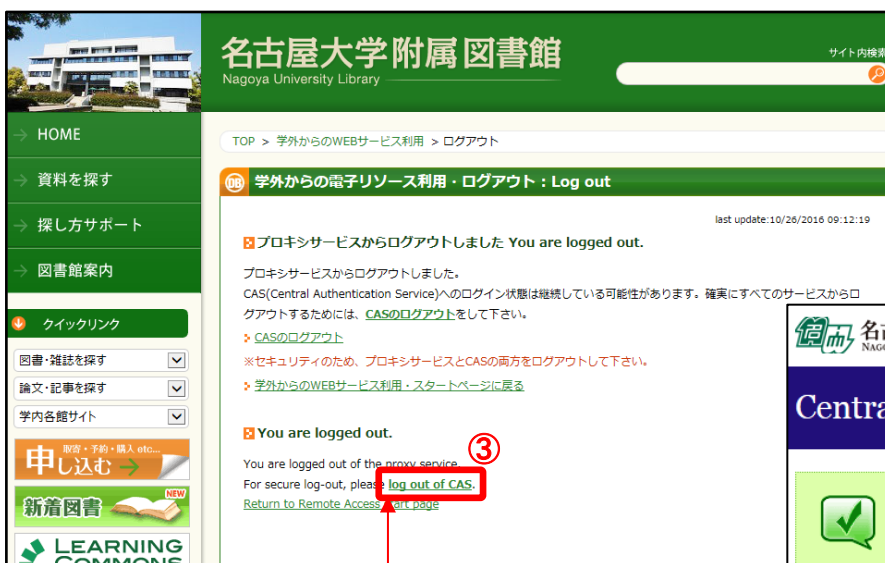 名古屋大学附属図書館
Nagoya University Library
サイト内検索
HOME
資料を探す
探し方サポート
図書館案内
クイックリンク
図書・雑誌を探す
論文・記事を探す
学内各館サイト
取寄・予約・購入 etc...
申し込む
新着図書
NEW
LEARNING
COMMONS
TOP > 学外からのWEBサービス利用 > ログアウト
DB 学外からの電子リソース利用・ログアウト：Log out
last update:10/26/2016 09:12:19
プロキシサービスからログアウトしました You are logged out.
プロキシサービスからログアウトしました。
CAS(Central Authentication Service)へのログイン状態は継続している可能性があります。確実にすべてのサービスからロ
グアウトするためには、CASのログアウトをして下さい。
CASのログアウト
※セキュリティのため、プロキシサービスとCASの両方をログアウトして下さい。
学外からのWEBサービス利用・スタートページに戻る
You are logged out.
③
You are logged out of the proxy service.
For secure log-out, please log out of CAS.
Return to Remote Access Start page
名古
NAGO
Centra